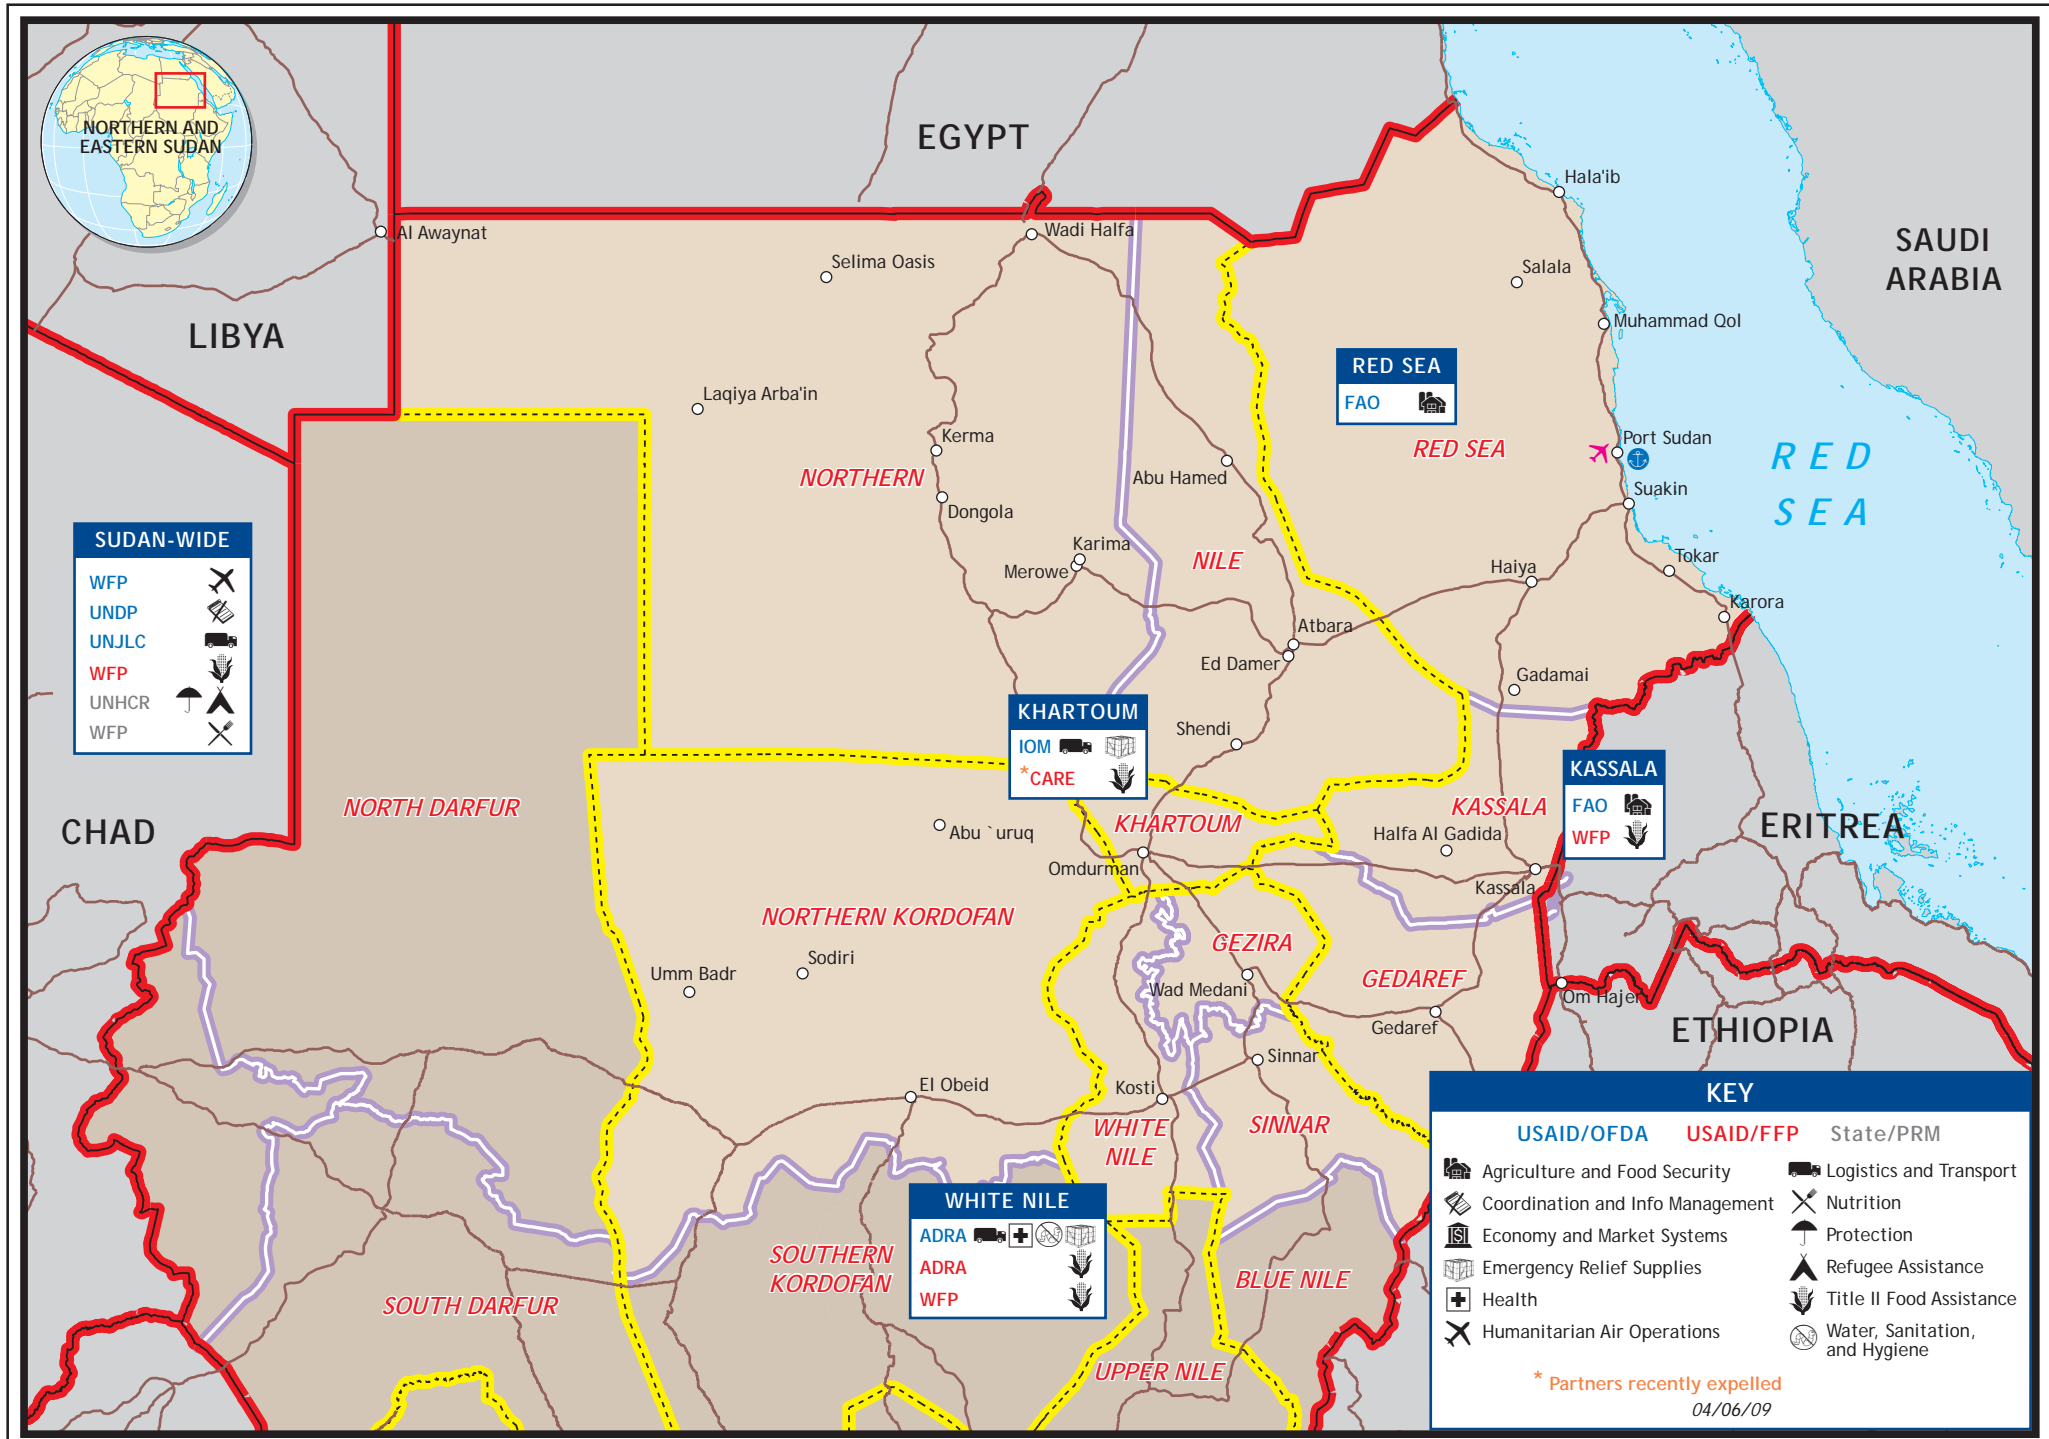 NORTHERN AND
EASTERN SUDAN
EGYPT
LIBYA
SAUDI
ARABIA
CHAD
ERITREA
ETHIOPIA
RED
SEA
Al Awaynat
Wadi Halfa
Selima Oasis
Laqiya Arba'in
Kerma
Dongola
Karima
Merowe
Abu Hamed
Atbara
Ed Damer
Shendi
Hala'ib
Salala
Muhammad Qol
Port Sudan
Suakin
Tokar
Haiya
Karora
Gadamai
Halfa Al Gadida
Kassala
Omdurman
Abu `uruq
Sodiri
Umm Badr
El Obeid
Kosti
Wad Medani
Sinnar
Gedaref
Om Hajer
NORTHERN
NILE
RED SEA
NORTH DARFUR
KHARTOUM
KASSALA
NORTHERN KORDOFAN
GEZIRA
GEDAREF
WHITE
NILE
SINNAR
SOUTHERN
KORDOFAN
SOUTH DARFUR
BLUE NILE
UPPER NILE
SUDAN-WIDE
WFP
UNDP
UNJLC
WFP
UNHCR
WFP
RED SEA
FAO
KHARTOUM
IOM
*CARE
KASSALA
FAO
WFP
WHITE NILE
ADRA
ADRA
WFP
KEY
USAID/OFDA USAID/FFP State/PRM
Agriculture and Food Security
Coordination and Info Management
Economy and Market Systems
Emergency Relief Supplies
Health
Humanitarian Air Operations
Logistics and Transport
Nutrition
Protection
Refugee Assistance
Title II Food Assistance
Water, Sanitation,
and Hygiene
* Partners recently expelled
04/06/09